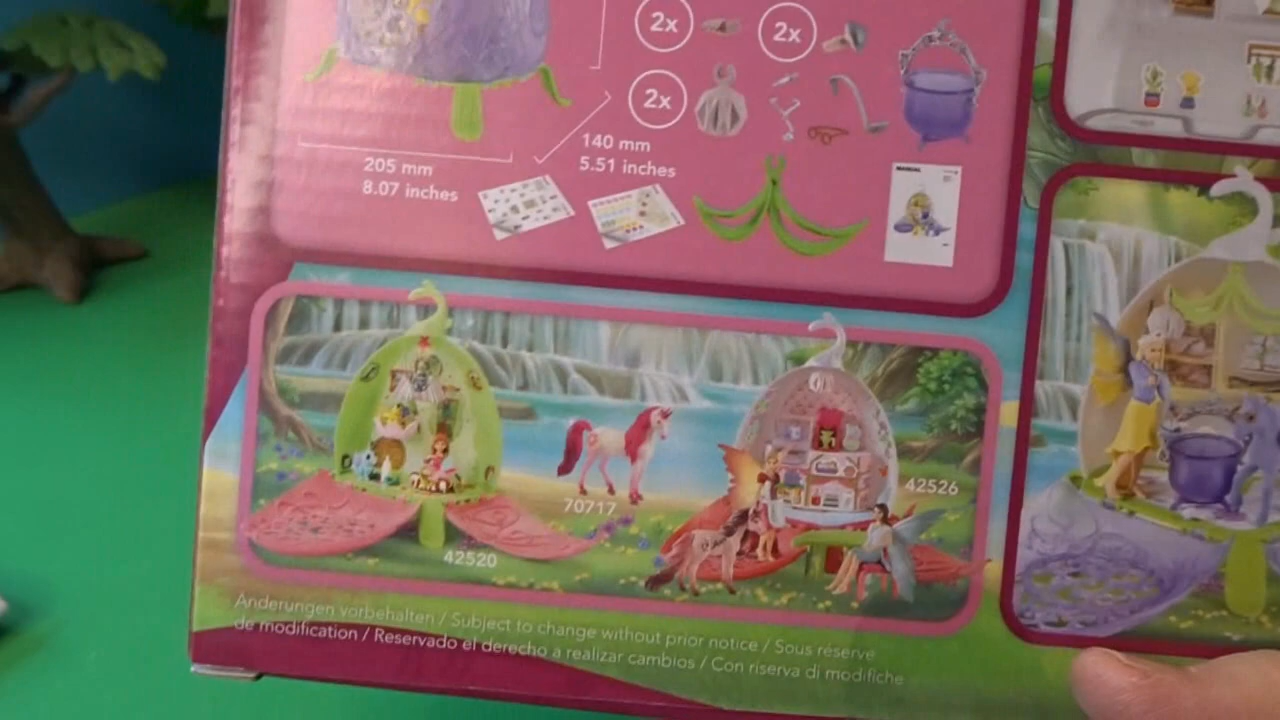 2x
2x
2x
140 mm
5.51 inches
205 mm
8.07 inches
MANUAL
70717
42526
42520
Änderungen vorbehalten / Subject to change without prior notice / Sous réserve
de modification / Reservado el derecho a realizar cambios / Con riserva di modifiche